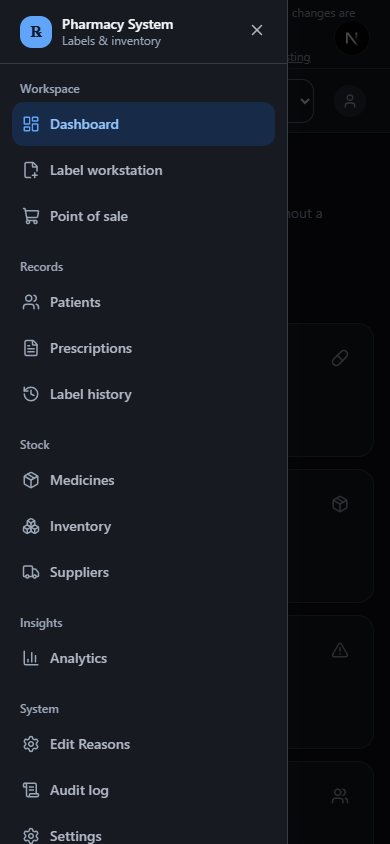 ℞
Pharmacy System
Labels & inventory
changes are
N
sting
Workspace
Dashboard
Label workstation
Point of sale
hout a
Records
Patients
Prescriptions
Label history
Stock
Medicines
Inventory
Suppliers
Insights
Analytics
System
Edit Reasons
Audit log
Settings